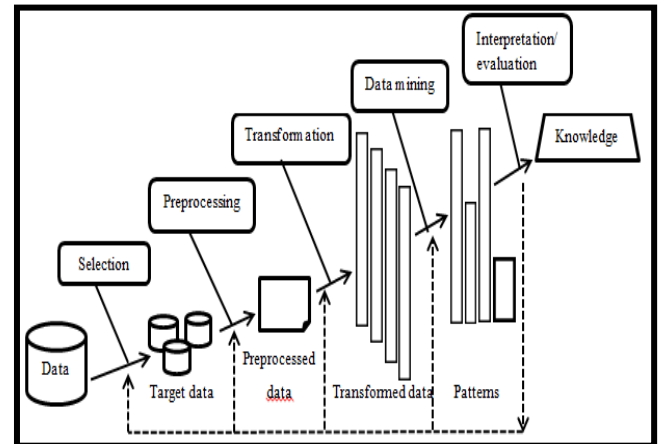 Interpretation/
evaluation
Data mining
Transformation
Knowledge
Preprocessing
Selection
Data
Target data
Preprocessed
data
Transformed data
Patterns